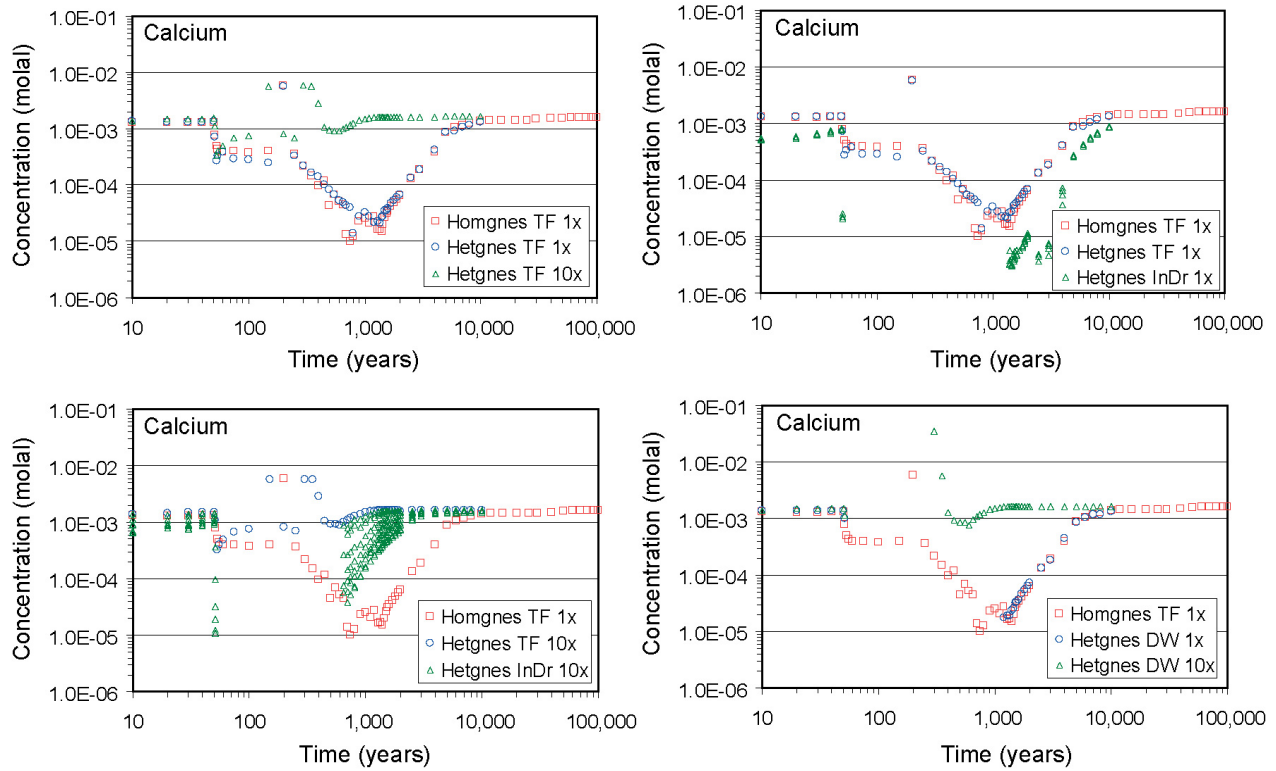 Calcium
Concentration (molal)
1.0E-01
1.0E-02
1.0E-03
1.0E-04
1.0E-05
1.0E-06
Homgnes TF 1x
Hetgnes TF 1x
Hetgnes TF 10x
10 100 1,000 10,000 100,000
Time (years)
Calcium
Concentration (molal)
1.0E-01
1.0E-02
1.0E-03
1.0E-04
1.0E-05
1.0E-06
Homgnes TF 1x
Hetgnes TF 1x
Hetgnes InDr 1x
10 100 1,000 10,000 100,000
Time (years)
Calcium
Concentration (molal)
1.0E-01
1.0E-02
1.0E-03
1.0E-04
1.0E-05
1.0E-06
Homgnes TF 1x
Hetgnes TF 10x
Hetgnes InDr 10x
10 100 1,000 10,000 100,000
Time (years)
Calcium
Concentration (molal)
1.0E-01
1.0E-02
1.0E-03
1.0E-04
1.0E-05
1.0E-06
Homgnes TF 1x
Hetgnes DW 1x
Hetgnes DW 10x
10 100 1,000 10,000 100,000
Time (years)